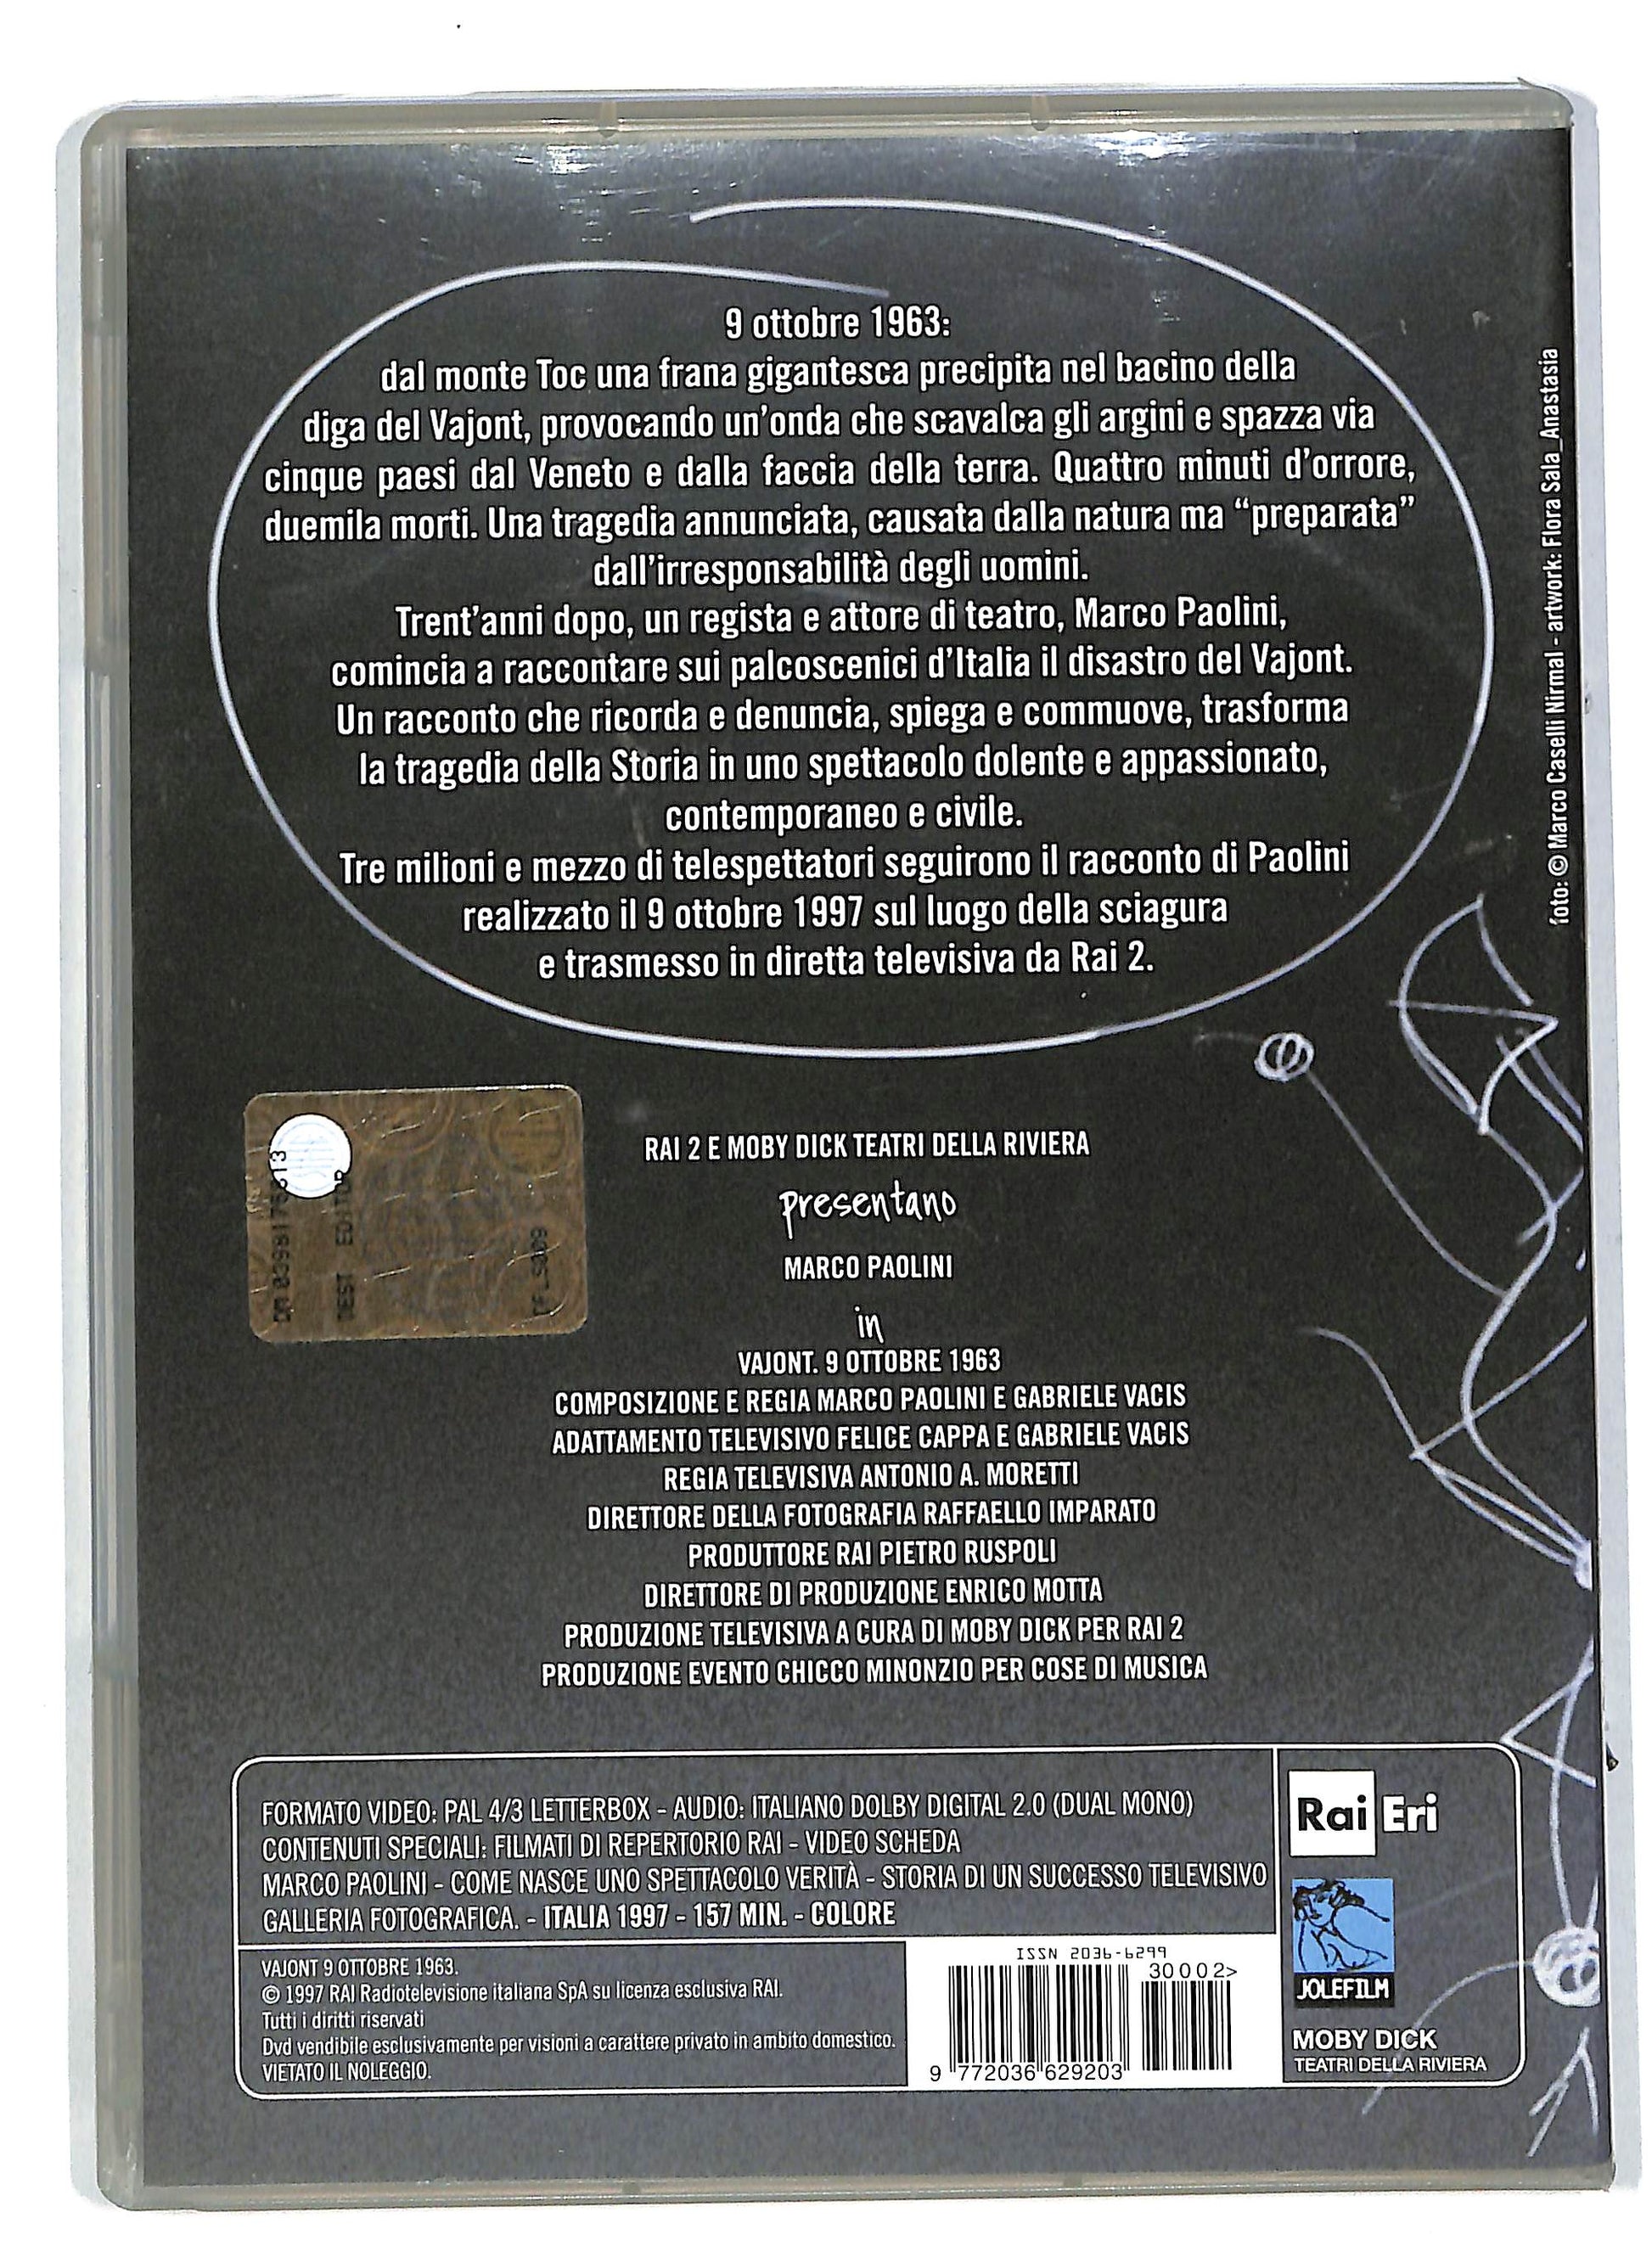 9 ottobre 1963:
dal monte Toc una frana gigantesca precipita nel bacino della
diga del Vajont, provocando un'onda che scavalca gli argini e spazza via
cinque paesi dal Veneto e dalla faccia della terra. Quattro minuti d'orrore,
duemila morti. Una tragedia annunciata, causata dalla natura ma “preparata”
dall'irresponsabilità degli uomini.
Trent'anni dopo, un regista e attore di teatro, Marco Paolini,
comincia a raccontare sui palcoscenici d'Italia il disastro del Vajont.
Un racconto che ricorda e denuncia, spiega e commuove, trasforma
la tragedia della Storia in uno spettacolo dolente e appassionato,
contemporaneo e civile.
Tre milioni e mezzo di telespettatori seguirono il racconto di Paolini
realizzato il 9 ottobre 1997 sul luogo della sciagura
e trasmesso in diretta televisiva da Rai 2.
foto: © Marco Caselli Nirmal - artwork: Flora Sala_Anastasia
RAI 2 E MOBY DICK TEATRI DELLA RIVIERA
presentano
MARCO PAOLINI
in
VAJONT. 9 OTTOBRE 1963
COMPOSIZIONE E REGIA MARCO PAOLINI E GABRIELE VACIS
ADATTAMENTO TELEVISIVO FELICE CAPPA E GABRIELE VACIS
REGIA TELEVISIVA ANTONIO A. MORETTI
DIRETTORE DELLA FOTOGRAFIA RAFFAELLO IMPARATO
PRODUTTORE RAI PIETRO RUSPOLI
DIRETTORE DI PRODUZIONE ENRICO MOTTA
PRODUZIONE TELEVISIVA A CURA DI MOBY DICK PER RAI 2
PRODUZIONE EVENTO CHICCO MINONZIO PER COSE DI MUSICA
FORMATO VIDEO: PAL 4/3 LETTERBOX - AUDIO: ITALIANO DOLBY DIGITAL 2.0 (DUAL MONO)
CONTENUTI SPECIALI: FILMATI DI REPERTORIO RAI - VIDEO SCHEDA
MARCO PAOLINI - COME NASCE UNO SPETTACOLO VERITÀ - STORIA DI UN SUCCESSO TELEVISIVO
GALLERIA FOTOGRAFICA. - ITALIA 1997 - 157 MIN. - COLORE
VAJONT 9 OTTOBRE 1963.
© 1997 RAI Radiotelevisione italiana SpA su licenza esclusiva RAI.
Tutti i diritti riservati
Dvd vendibile esclusivamente per visioni a carattere privato in ambito domestico.
VIETATO IL NOLEGGIO.
ISSN 2036-6299
30002>
9 772036 629203
Rai Eri
JOLEFILM
MOBY DICK
TEATRI DELLA RIVIERA